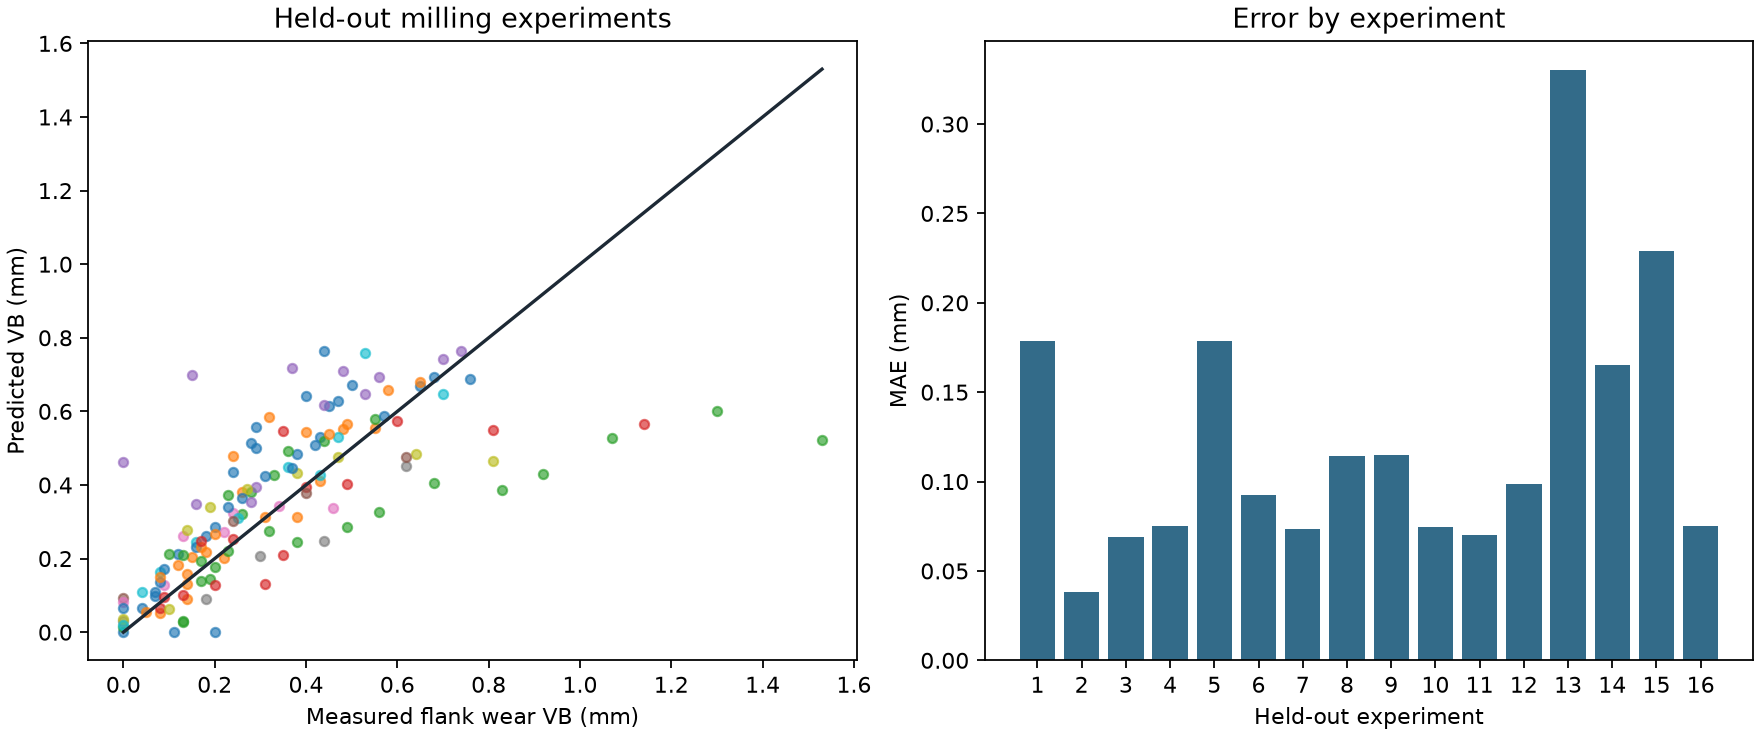 Held-out milling experiments
Predicted VB (mm)
1.6
1.4
1.2
1.0
0.8
0.6
0.4
0.2
0.0
0.0 0.2 0.4 0.6 0.8 1.0 1.2 1.4 1.6
Measured flank wear VB (mm)
Error by experiment
MAE (mm)
0.30
0.25
0.20
0.15
0.10
0.05
0.00
1 2 3 4 5 6 7 8 9 10 11 12 13 14 15 16
Held-out experiment